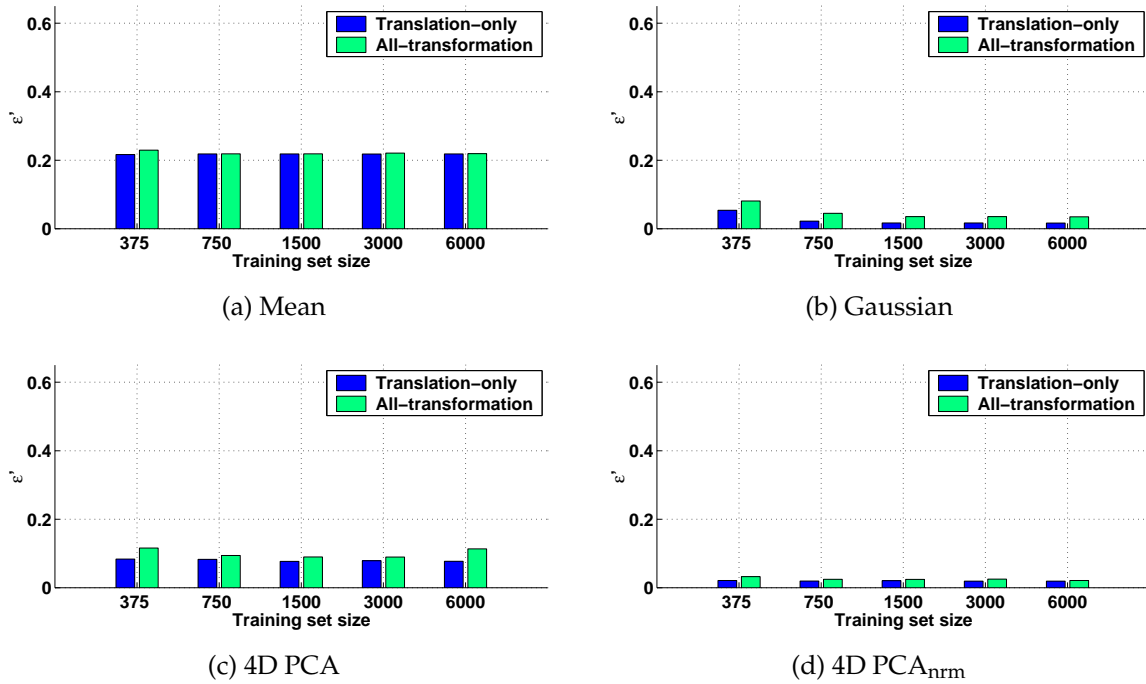 0.6
0.4
0.2
0
ε'
375 750 1500 3000 6000
Training set size
Translation−only
All−transformation
(a) Mean
0.6
0.4
0.2
0
ε'
375 750 1500 3000 6000
Training set size
Translation−only
All−transformation
(b) Gaussian
0.6
0.4
0.2
0
ε'
375 750 1500 3000 6000
Training set size
Translation−only
All−transformation
(c) 4D PCA
0.6
0.4
0.2
0
ε'
375 750 1500 3000 6000
Training set size
Translation−only
All−transformation
(d) 4D PCAnrm